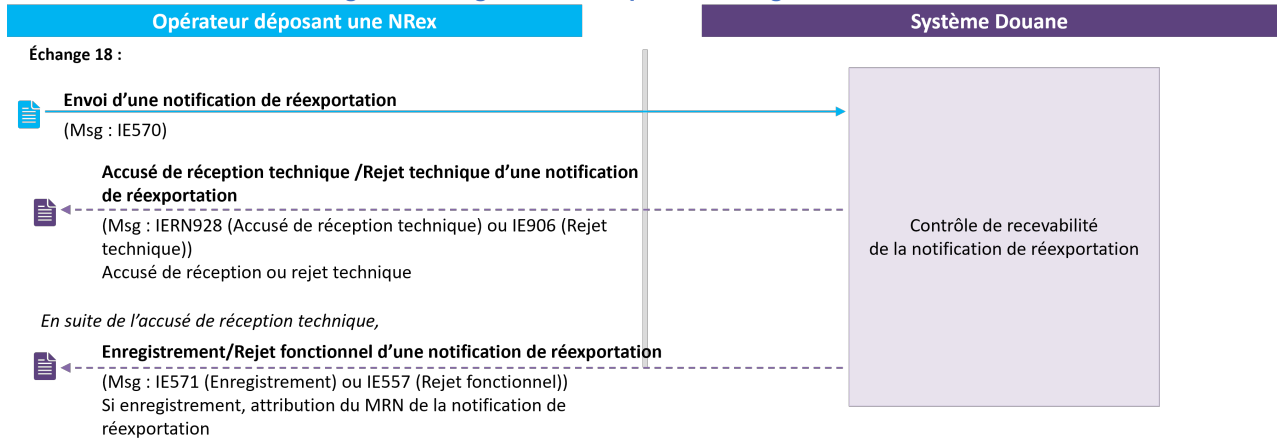 Opérateur déposant une NRex
Système Douane
Échange 18 :
Envoi d’une notification de réexportation
(Msg : IE570)
Accusé de réception technique /Rejet technique d’une notification
de réexportation
(Msg : IERN928 (Accusé de réception technique) ou IE906 (Rejet
technique))
Accusé de réception ou rejet technique
Contrôle de recevabilité
de la notification de réexportation
En suite de l’accusé de réception technique,
Enregistrement/Rejet fonctionnel d’une notification de réexportation
(Msg : IE571 (Enregistrement) ou IE557 (Rejet fonctionnel))
Si enregistrement, attribution du MRN de la notification de
réexportation